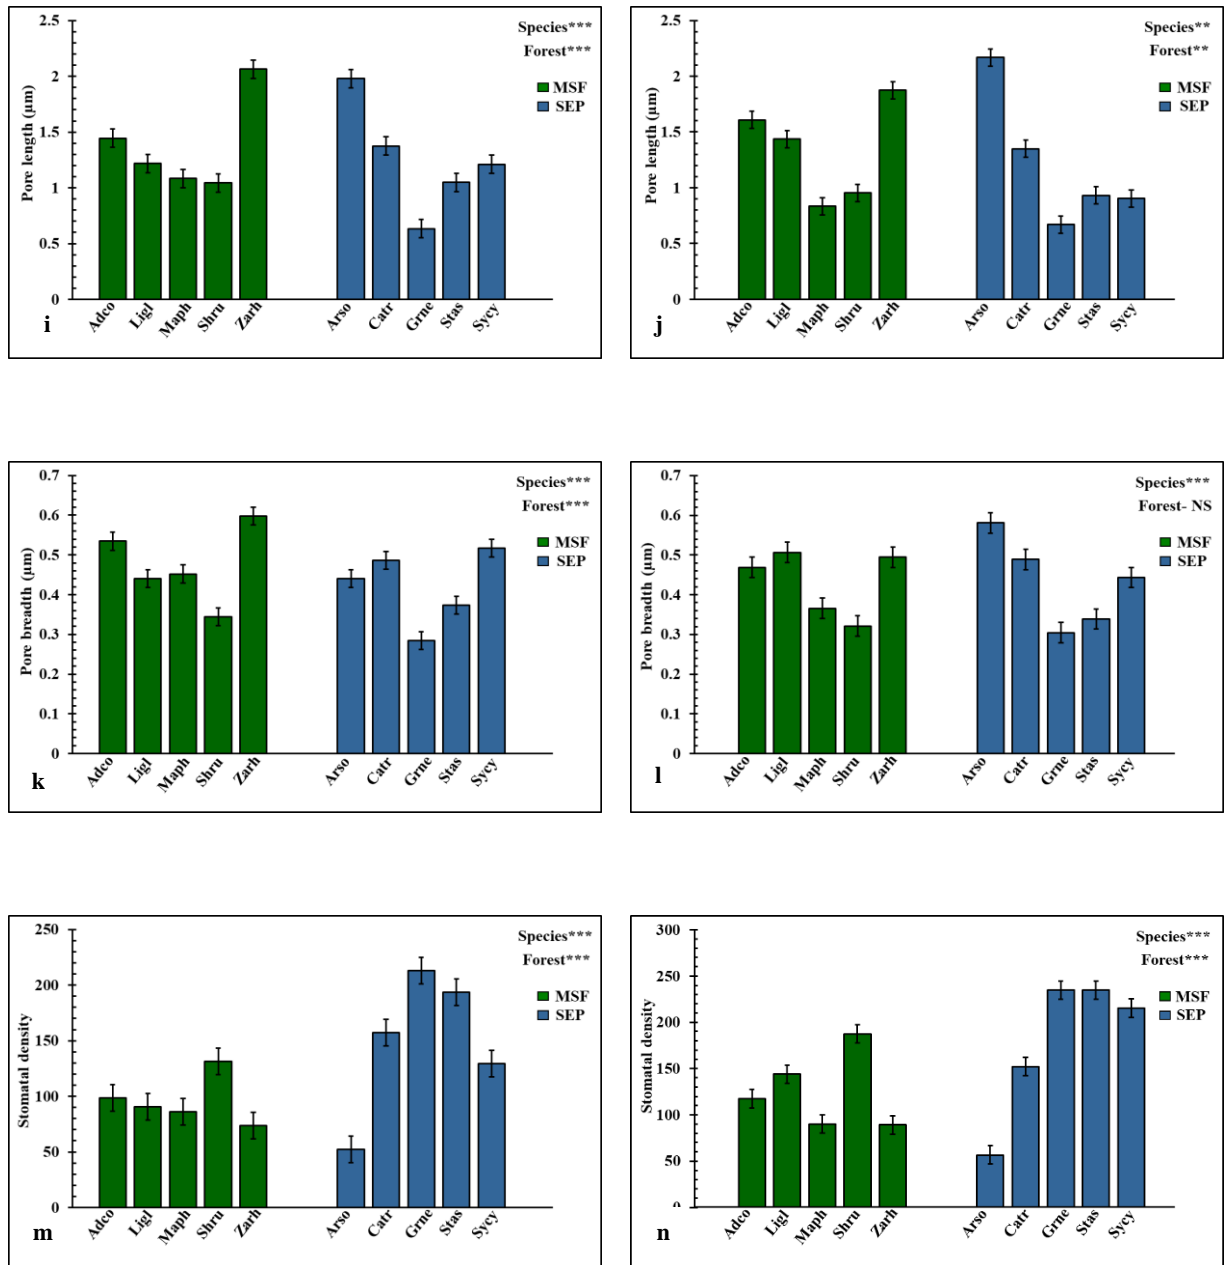 Species***
Forest***
MSF
SEP
Pore length (µm)
2.5
2
1.5
1
0.5
0
Adco
Ligl
Maph
Shru
Zarh
Arso
Catr
Grne
Stas
Sycy
i
Species**
Forest**
MSF
SEP
Pore length (µm)
2.5
2
1.5
1
0.5
0
Adco
Ligl
Maph
Shru
Zarh
Arso
Catr
Grne
Stas
Sycy
j
Species***
Forest***
MSF
SEP
Pore breadth (µm)
0.7
0.6
0.5
0.4
0.3
0.2
0.1
0
Adco
Ligl
Maph
Shru
Zarh
Arso
Catr
Grne
Stas
Sycy
k
Species***
Forest- NS
MSF
SEP
Pore breadth (µm)
0.7
0.6
0.5
0.4
0.3
0.2
0.1
0
Adco
Ligl
Maph
Shru
Zarh
Arso
Catr
Grne
Stas
Sycy
l
Species***
Forest***
MSF
SEP
Stomatal density
250
200
150
100
50
0
Adco
Ligl
Maph
Shru
Zarh
Arso
Catr
Grne
Stas
Sycy
m
Species***
Forest***
MSF
SEP
Stomatal density
300
250
200
150
100
50
0
Adco
Ligl
Maph
Shru
Zarh
Arso
Catr
Grne
Stas
Sycy
n